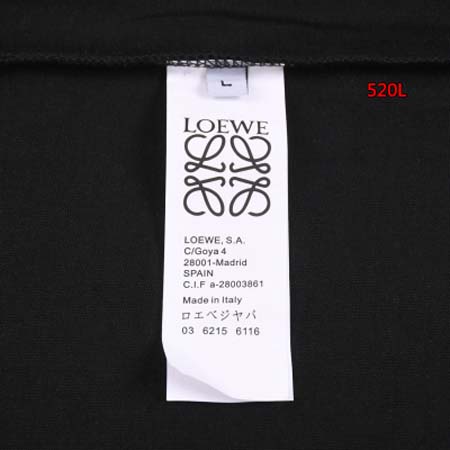 L
520L
LOEWE
LOEWE, S.A.
C/Goya 4
28001-Madrid
SPAIN
C.I.F a-28003861
Made in Italy
ロエベジャパ
03 6215 6116